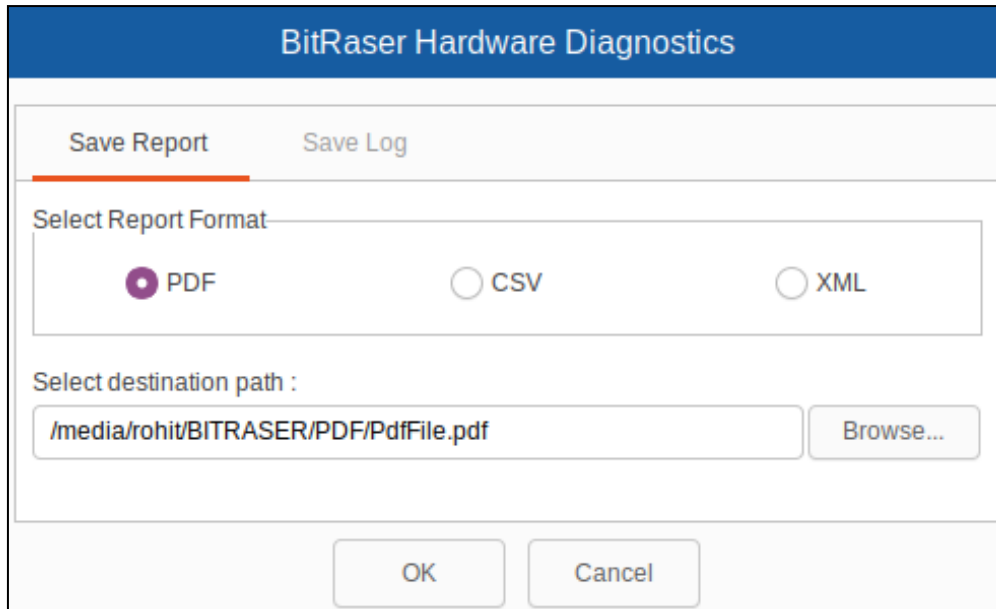 BitRaser Hardware Diagnostics
Save Report Save Log
Select Report Format
PDF CSV XML
Select destination path :
/media/rohit/BITRASER/PDF/PdfFile.pdf Browse...
OK Cancel